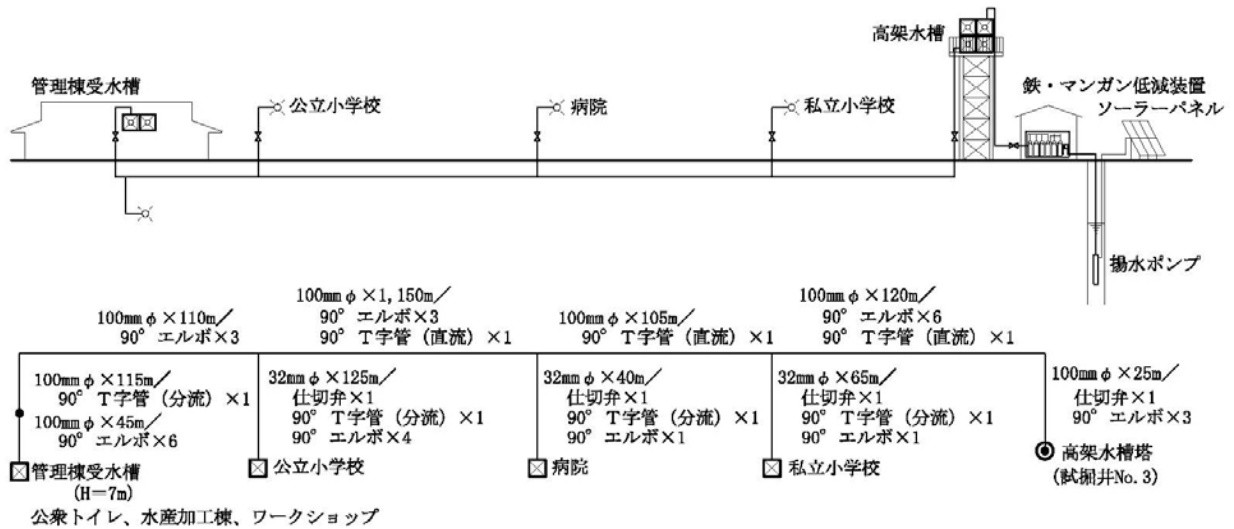 高架水槽
管理棟受水槽
公立小学校
病院
私立小学校
鉄・マンガン低減装置
ソーラーパネル
揚水ポンプ
100mmφ×110m／
90° エルボ×3
100mmφ×1,150m／
90° エルボ×3
90° T字管（直流）×1
100mmφ×105m／
90° T字管（直流）×1
100mmφ×120m／
90° エルボ×6
90° T字管（直流）×1
100mmφ×115m／
90° T字管（分流）×1
100mmφ×45m／
90° エルボ×6
32mmφ×125m／
仕切弁×1
90° T字管（分流）×1
90° エルボ×4
32mmφ×40m／
仕切弁×1
90° T字管（分流）×1
90° エルボ×1
32mmφ×65m／
仕切弁×1
90° T字管（分流）×1
90° エルボ×1
100mmφ×25m／
仕切弁×1
90° エルボ×3
管理棟受水槽
(H=7m)
公立小学校
病院
私立小学校
高架水槽塔
(試掘井No.3)
公衆トイレ、水産加工棟、ワークショップ